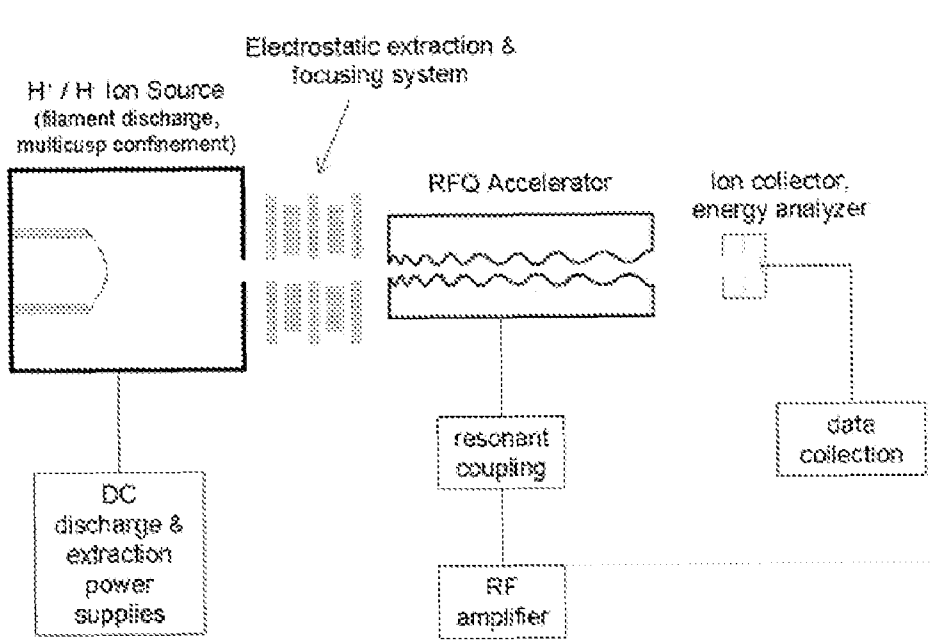 Electrostatic extraction &
focusing system
H⁺ / H⁻ Ion Source
(filament discharge,
multicusp confinement)
RFQ Accelerator
Ion collector,
energy analyzer
resonant
coupling
data
collection
DC
discharge &
extraction
power
supplies
RF
amplifier